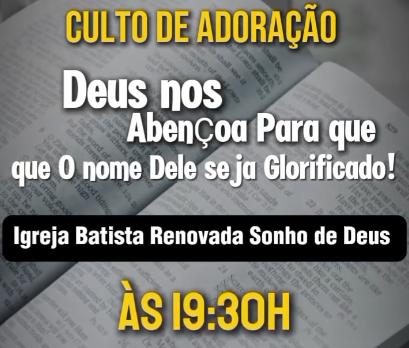 CULTO DE ADORAÇÃO
Deus nos
Abençoa Para que
que O nome Dele seja Glorificado!
Igreja Batista Renovada Sonho de Deus
ÀS 19:30H